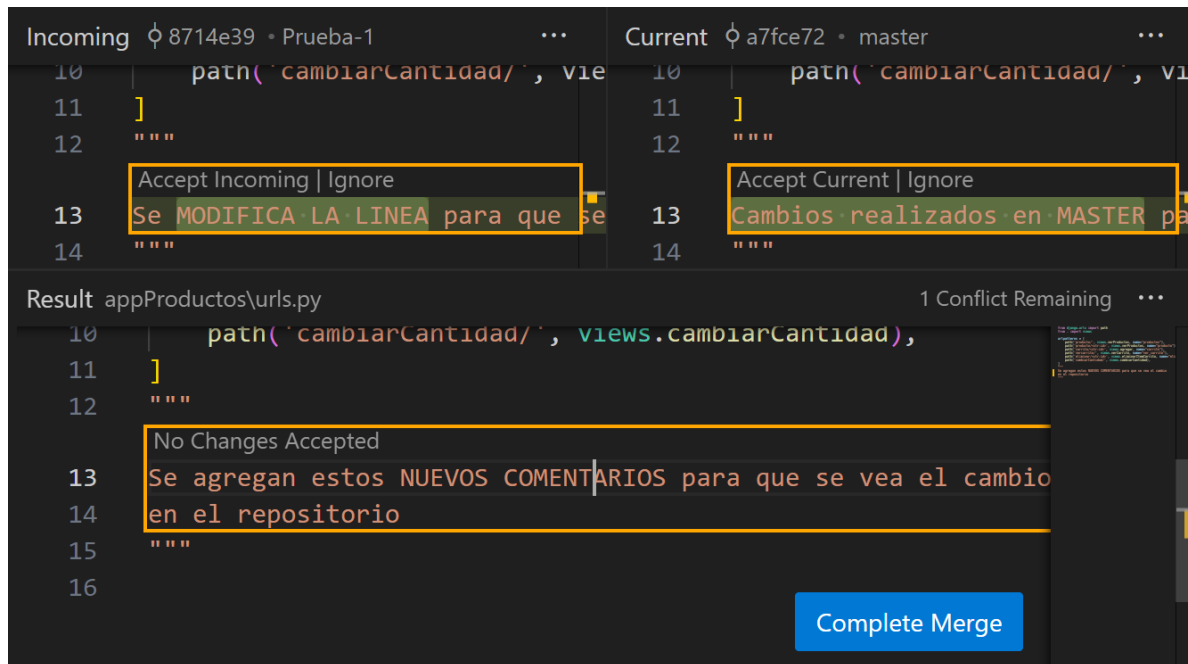 Incoming 8714e39 • Prueba-1 ...
10 path('cambiarCantidad/', vie
11 ]
12 """
Accept Incoming | Ignore
13 Se MODIFICA·LA·LINEA para que se
14 """
Current a7fce72 • master ...
10 path('cambiarCantidad/', vi
11 ]
12 """
Accept Current | Ignore
13 Cambios·realizados·en·MASTER pa
14 """
Result appProductos\urls.py 1 Conflict Remaining ...
10 path('cambiarCantidad/', views.cambiarCantidad),
11 ]
12 """
No Changes Accepted
13 Se agregan estos NUEVOS COMENTARIOS para que se vea el cambio
14 en el repositorio
15 """
16
Complete Merge